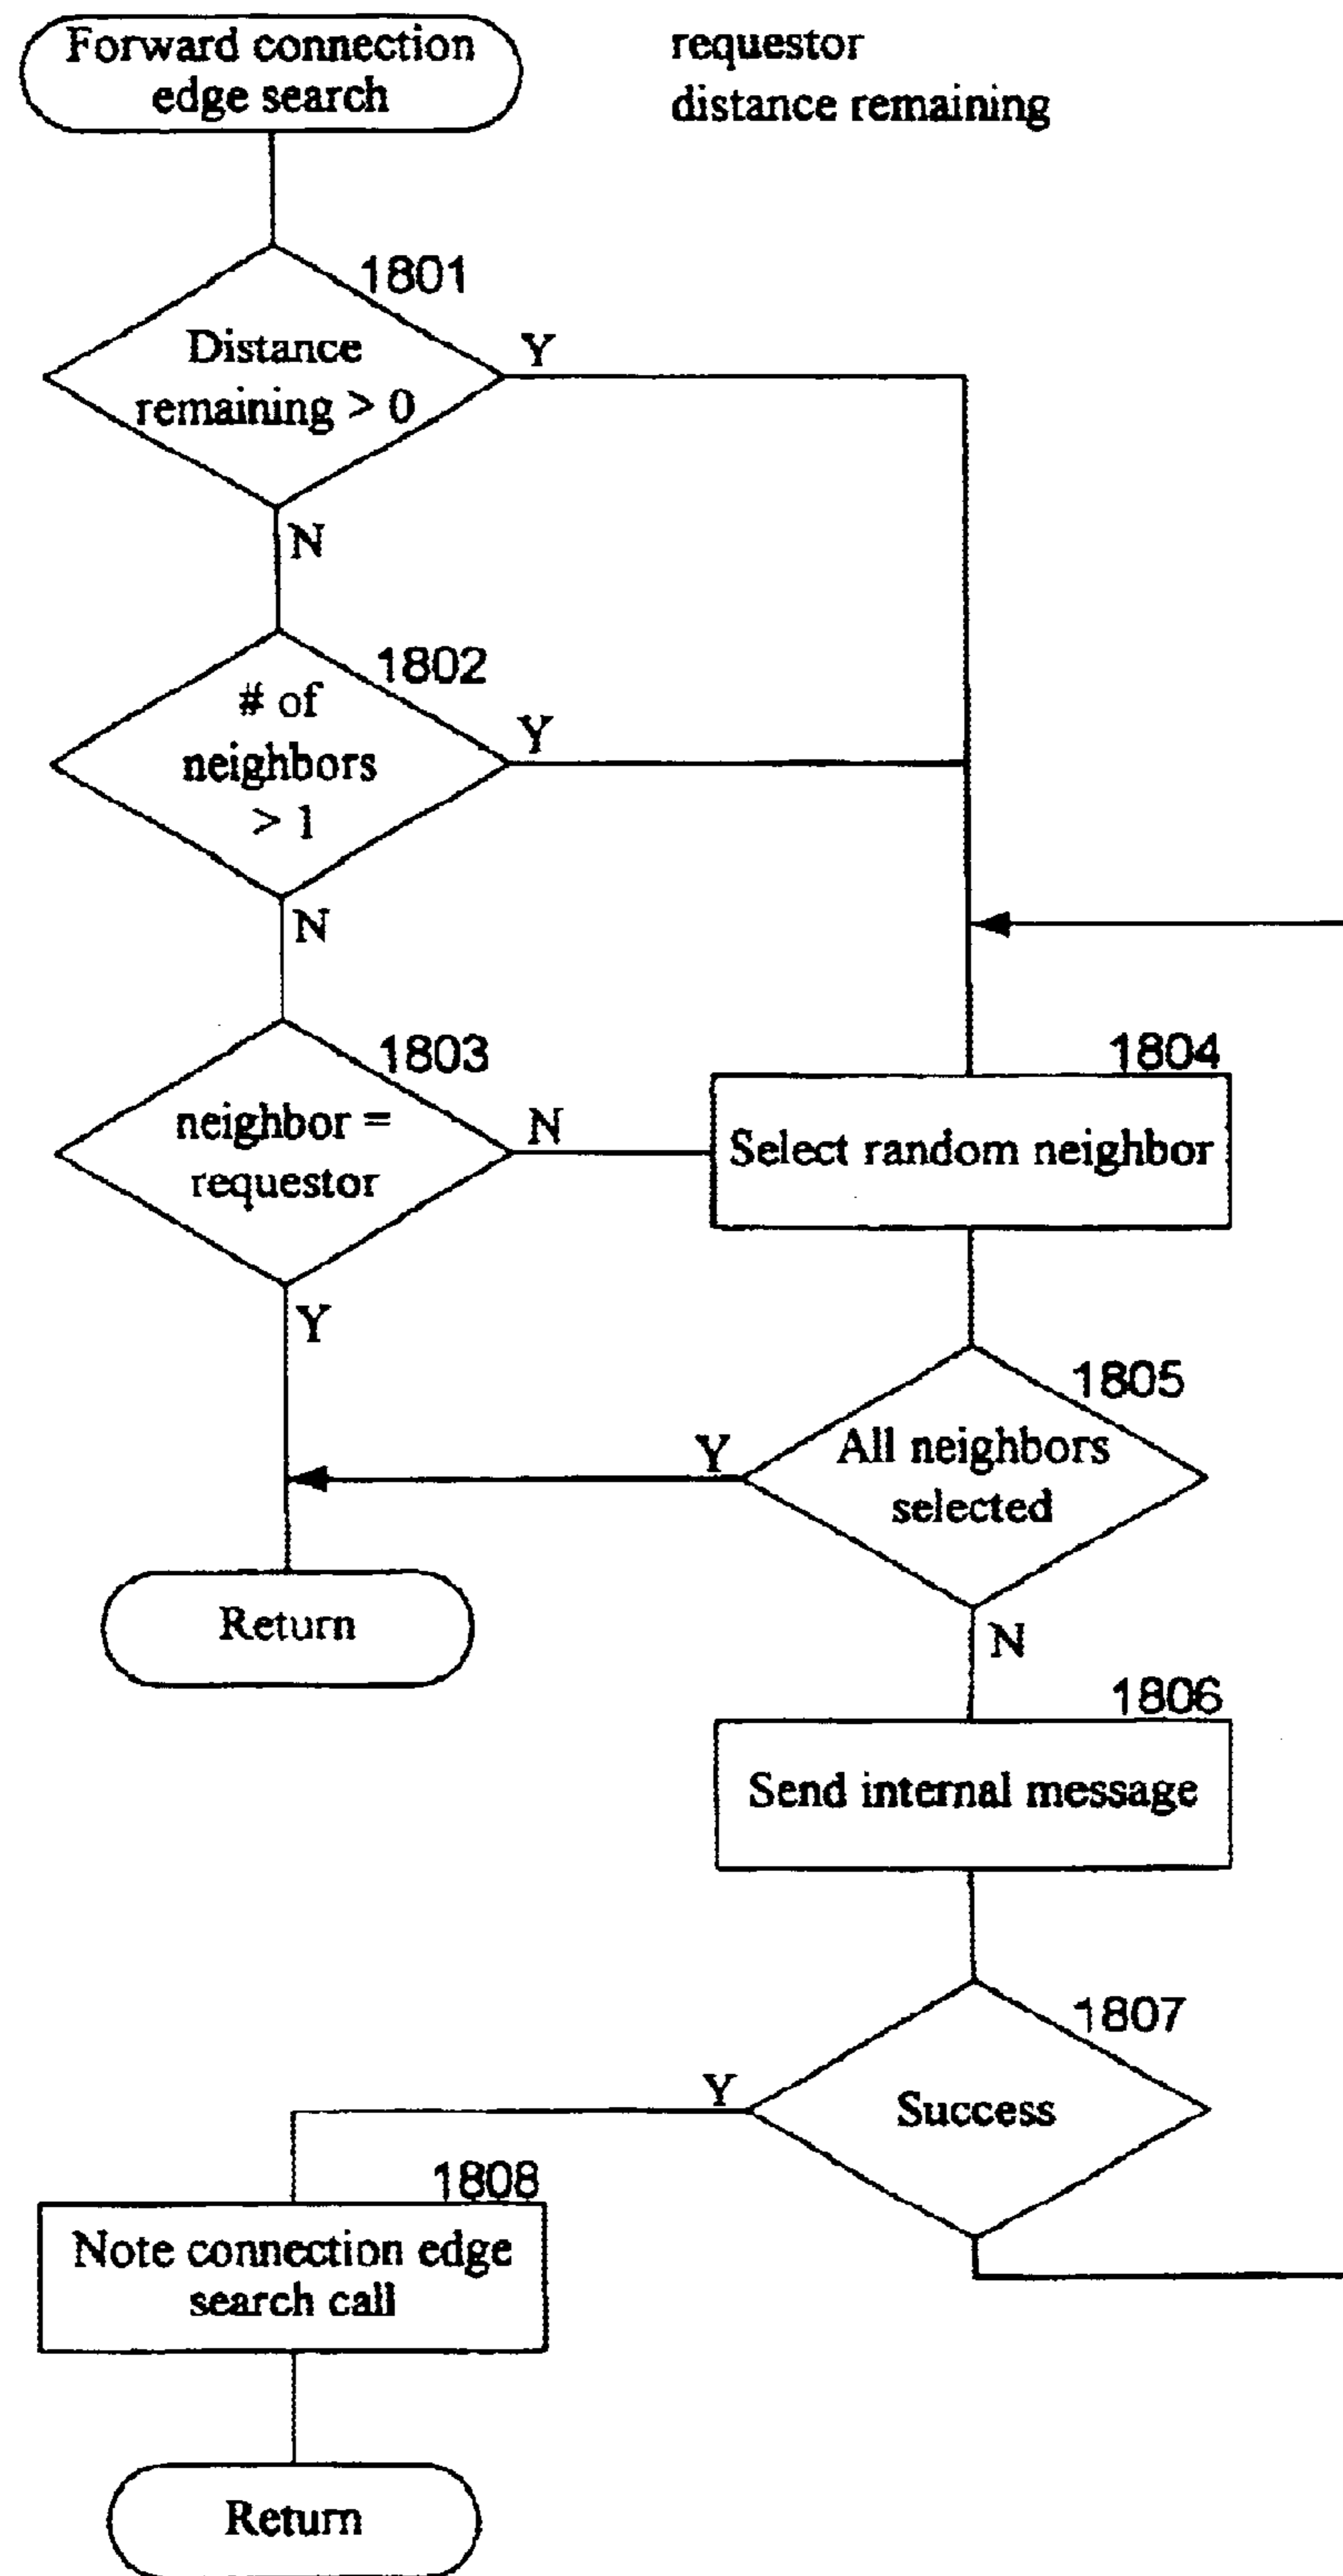 Forward connection
edge search
requestor
distance remaining
1801
Distance
remaining > 0
Y
N
1802
# of
neighbors
> 1
Y
N
1803
neighbor =
requestor
N
Y
1804
Select random neighbor
1805
All neighbors
selected
Y
N
Return
1806
Send internal message
1807
Success
Y
1808
Note connection edge
search call
Return